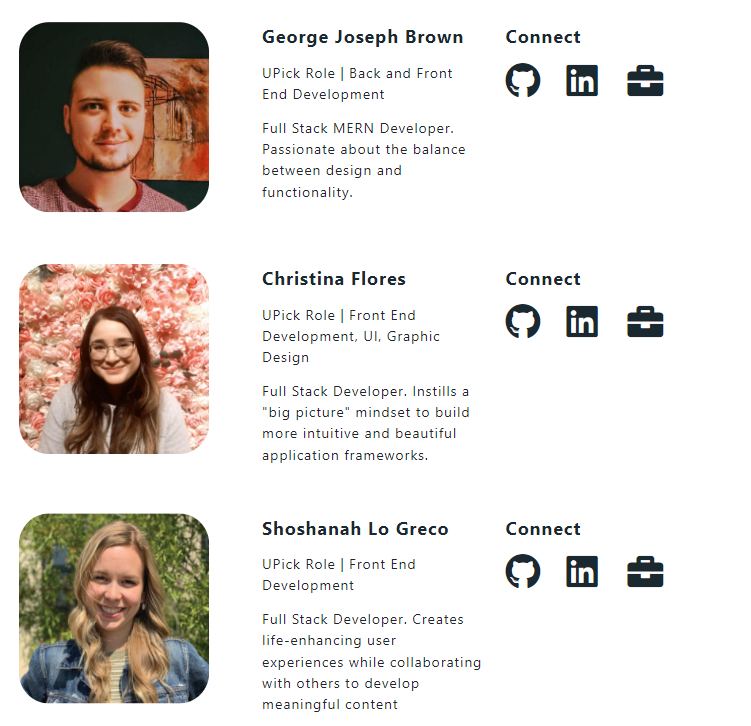 George Joseph Brown
UPick Role | Back and Front
End Development
Full Stack MERN Developer.
Passionate about the balance
between design and
functionality.
Connect
in
Christina Flores
UPick Role | Front End
Development, UI, Graphic
Design
Full Stack Developer. Instills a
"big picture" mindset to build
more intuitive and beautiful
application frameworks.
Connect
in
Shoshanah Lo Greco
UPick Role | Front End
Development
Full Stack Developer. Creates
life-enhancing user
experiences while collaborating
with others to develop
meaningful content
Connect
in